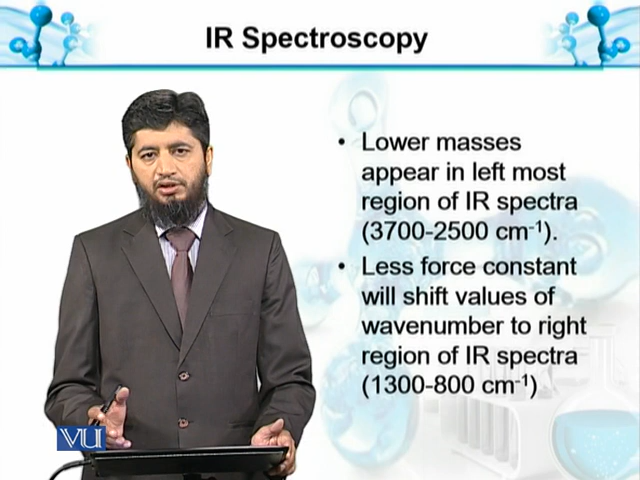 IR Spectroscopy
• Lower masses
appear in left most
region of IR spectra
(3700-2500 cm⁻¹).
• Less force constant
will shift values of
wavenumber to right
region of IR spectra
(1300-800 cm⁻¹)
VU